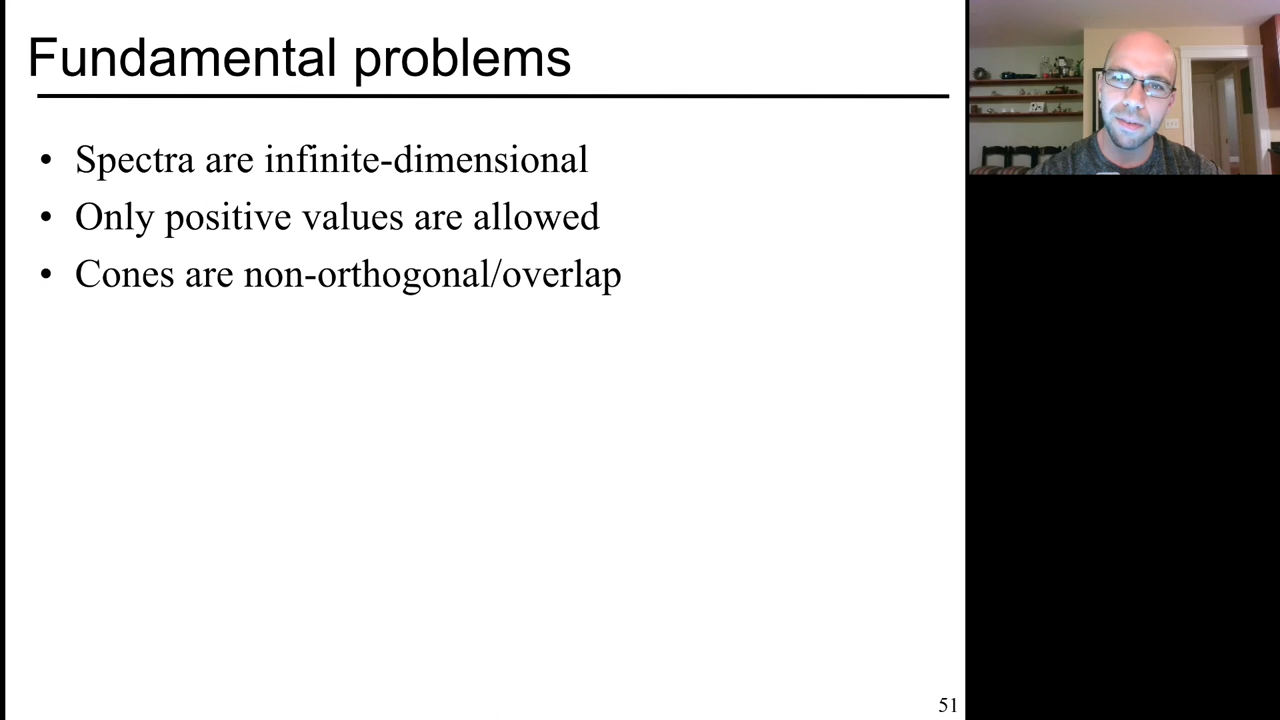 Fundamental problems
• Spectra are infinite-dimensional
• Only positive values are allowed
• Cones are non-orthogonal/overlap
51